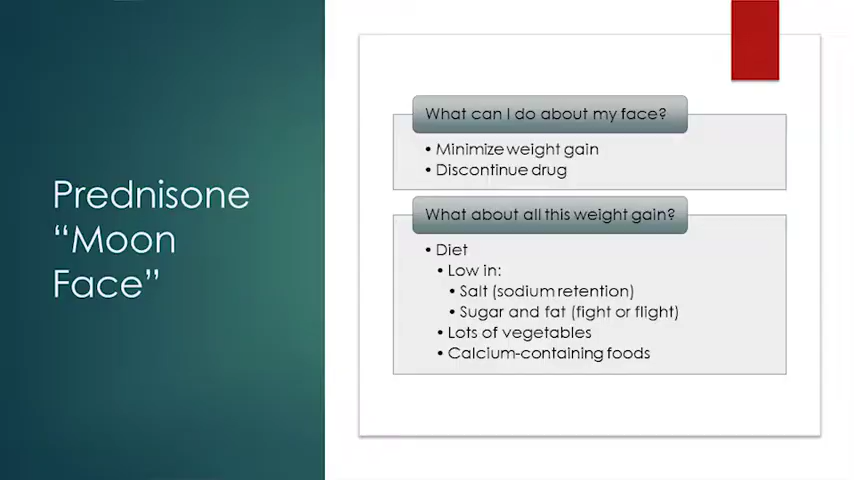 Prednisone
“Moon
Face”
What can I do about my face?
• Minimize weight gain
• Discontinue drug
What about all this weight gain?
• Diet
• Low in:
• Salt (sodium retention)
• Sugar and fat (fight or flight)
• Lots of vegetables
• Calcium-containing foods